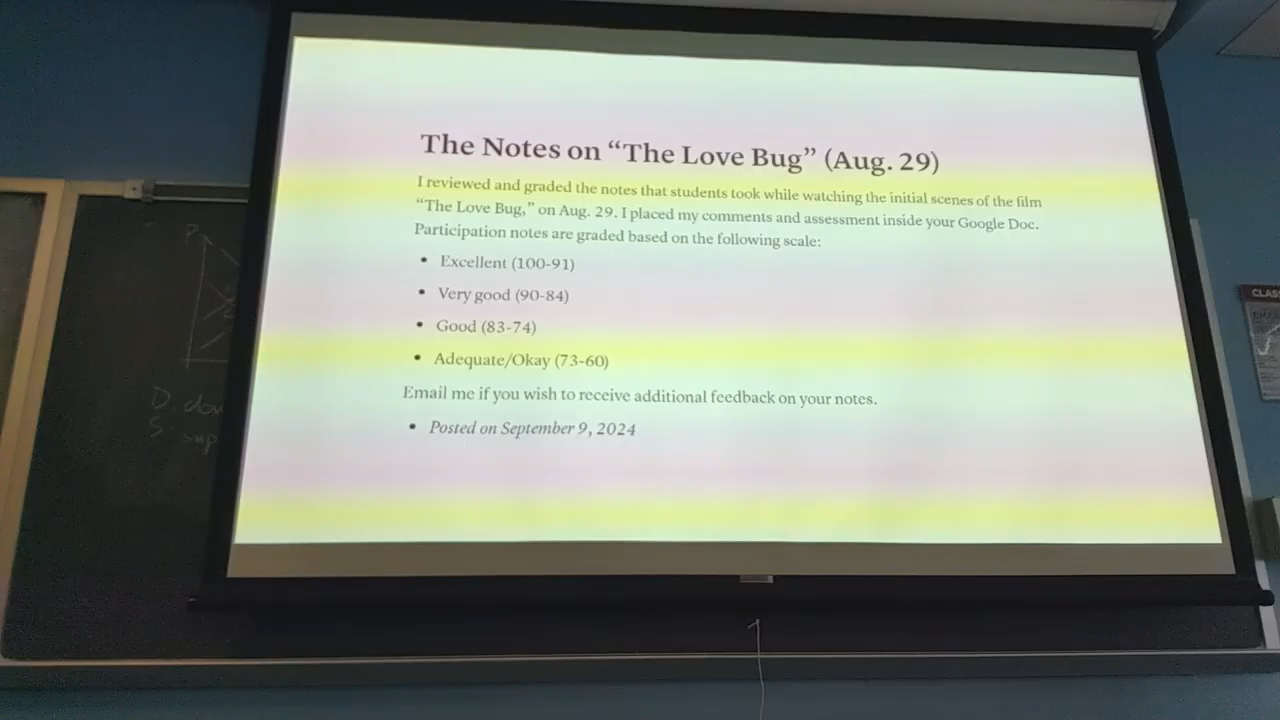 The Notes on “The Love Bug” (Aug. 29)
I reviewed and graded the notes that students took while watching the initial scenes of the film
“The Love Bug,” on Aug. 29. I placed my comments and assessment inside your Google Doc.
Participation notes are graded based on the following scale:
• Excellent (100-91)
• Very good (90-84)
• Good (83-74)
• Adequate/Okay (73-60)
Email me if you wish to receive additional feedback on your notes.
• Posted on September 9, 2024
P
D.
S
sup
CLAS